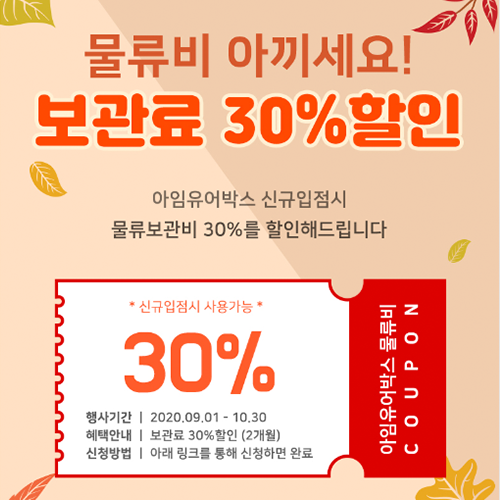 물류비 아끼세요!
보관료 30%할인
아임유어박스 신규입점시
물류보관비 30%를 할인해드립니다
* 신규입점시 사용가능 *
30%
행사기간 | 2020.09.01 - 10.30
혜택안내 | 보관료 30%할인 (2개월)
신청방법 | 아래 링크를 통해 신청하면 완료
아임유어박스 물류비
COUPON